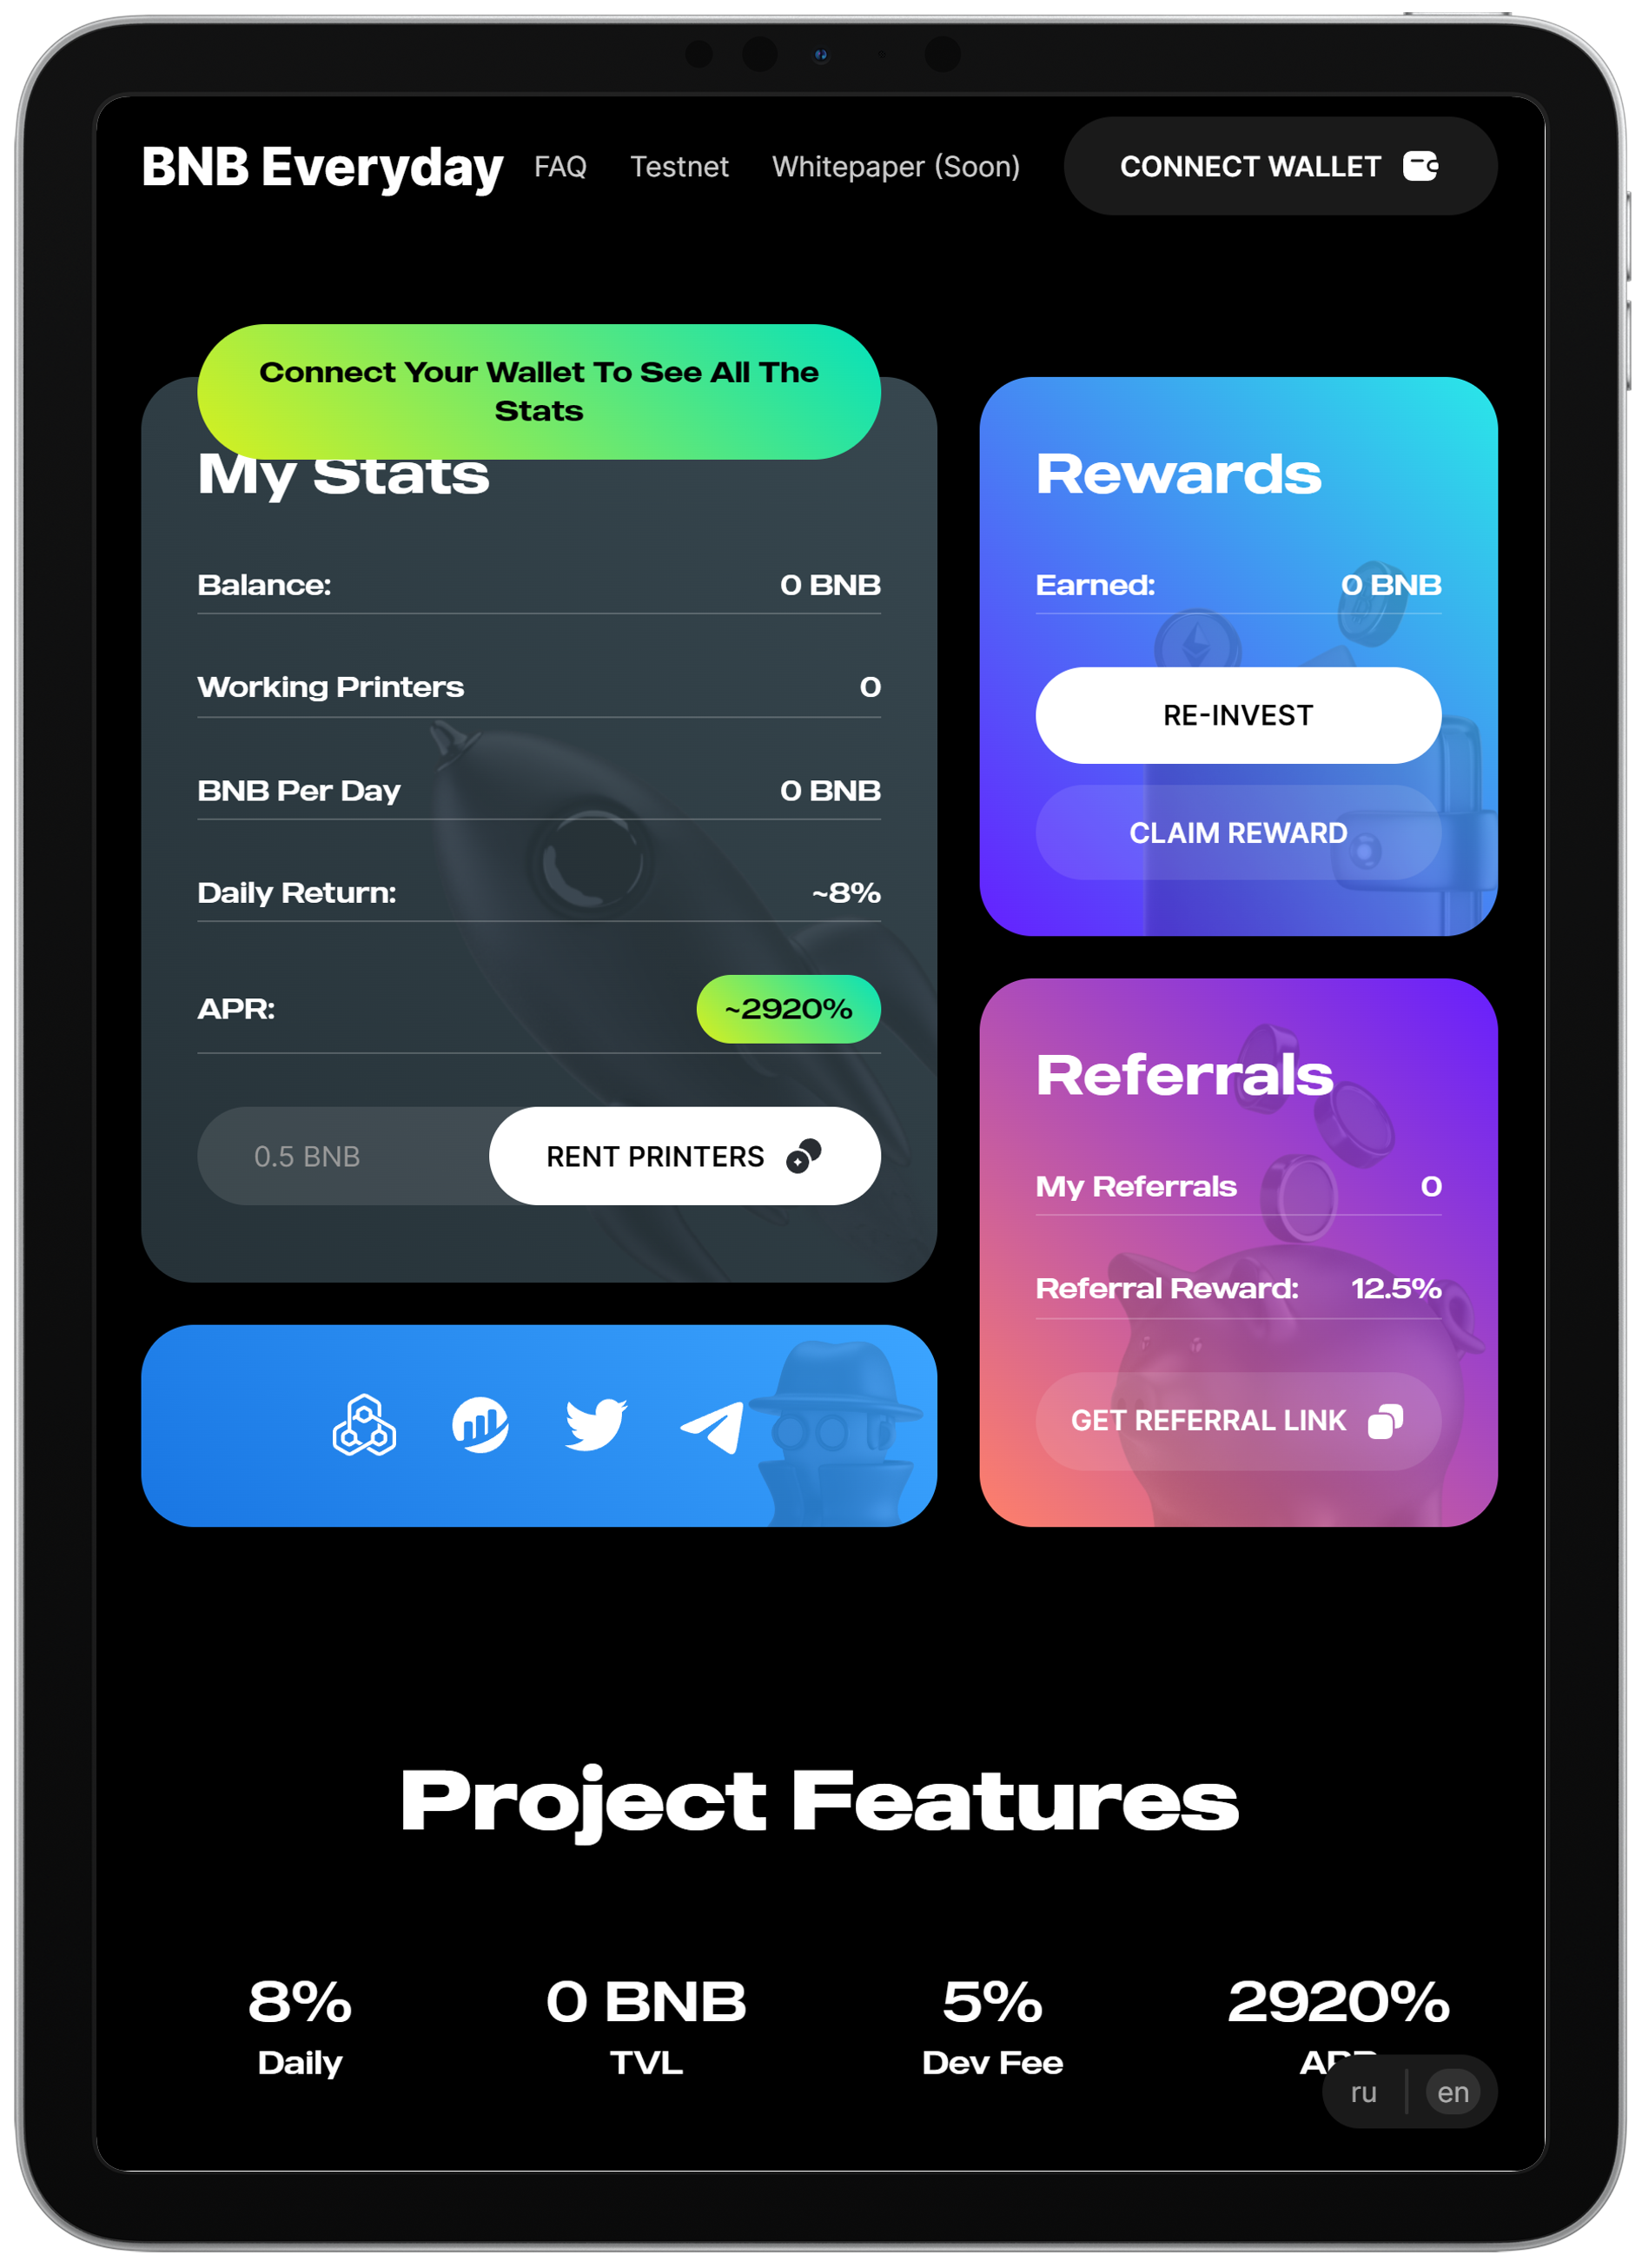 BNB Everyday
FAQ
Testnet
Whitepaper (Soon)
CONNECT WALLET
Connect Your Wallet To See All The
Stats
My Stats
Balance: 0 BNB
Working Printers 0
BNB Per Day 0 BNB
Daily Return: ~8%
APR: ~2920%
0.5 BNB
RENT PRINTERS
Rewards
Earned: 0 BNB
RE-INVEST
CLAIM REWARD
Referrals
My Referrals 0
Referral Reward: 12.5%
GET REFERRAL LINK
Project Features
8%
Daily
0 BNB
TVL
5%
Dev Fee
2920%
APR
ru
en